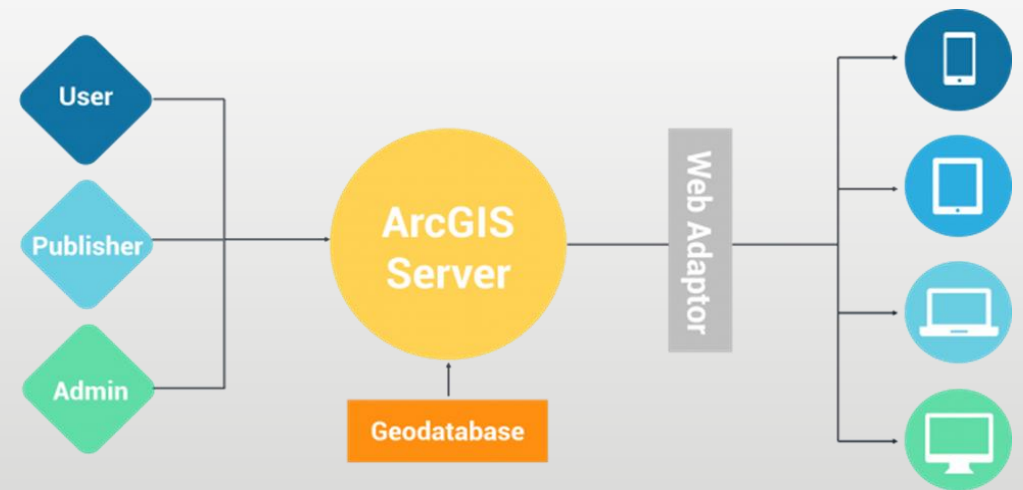 User
Publisher
Admin
ArcGIS
Server
Geodatabase
Web Adaptor